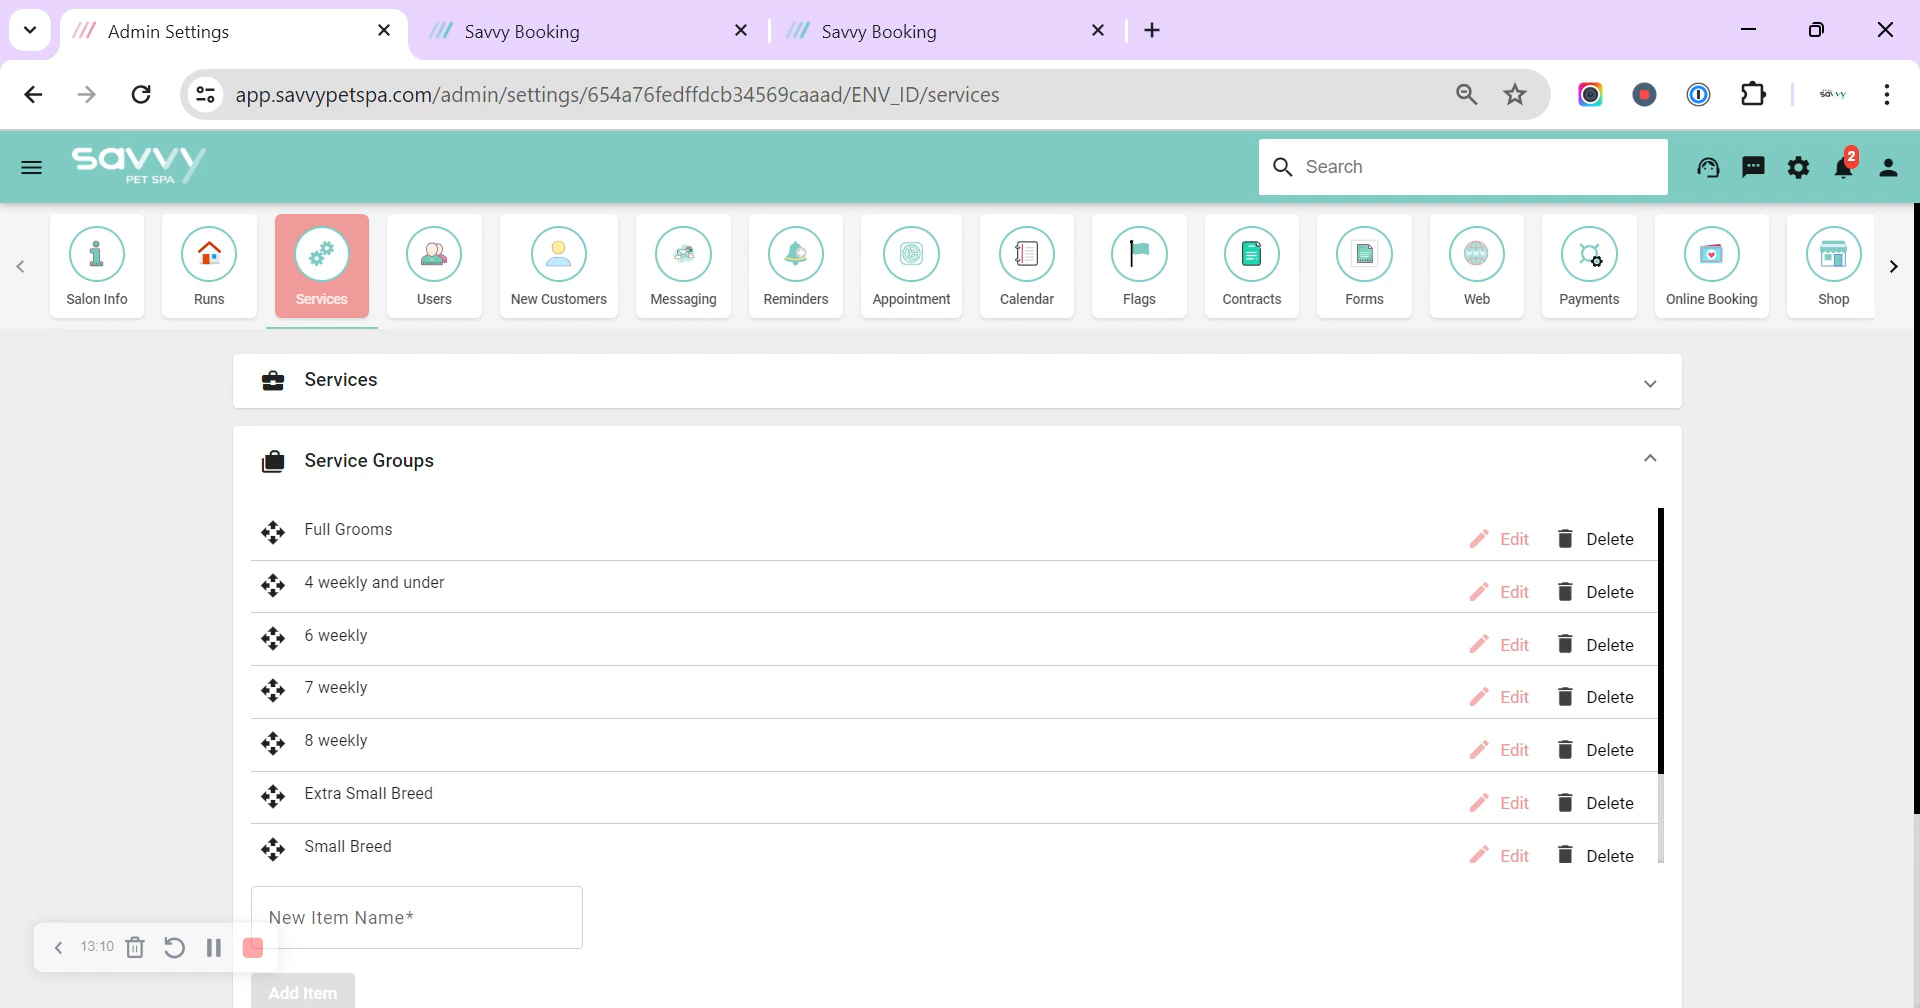 Admin Settings
Savvy Booking
Savvy Booking
app.savvypetspa.com/admin/settings/654a76fedffdcb34569caaad/ENV_ID/services
savvy
savvy
PET SPA
Search
2
Salon Info
Runs
Services
Users
New Customers
Messaging
Reminders
Appointment
Calendar
Flags
Contracts
Forms
Web
Payments
Online Booking
Shop
Services
Service Groups
Full Grooms
Edit
Delete
4 weekly and under
Edit
Delete
6 weekly
Edit
Delete
7 weekly
Edit
Delete
8 weekly
Edit
Delete
Extra Small Breed
Edit
Delete
Small Breed
Edit
Delete
New Item Name*
13:10
Add Item